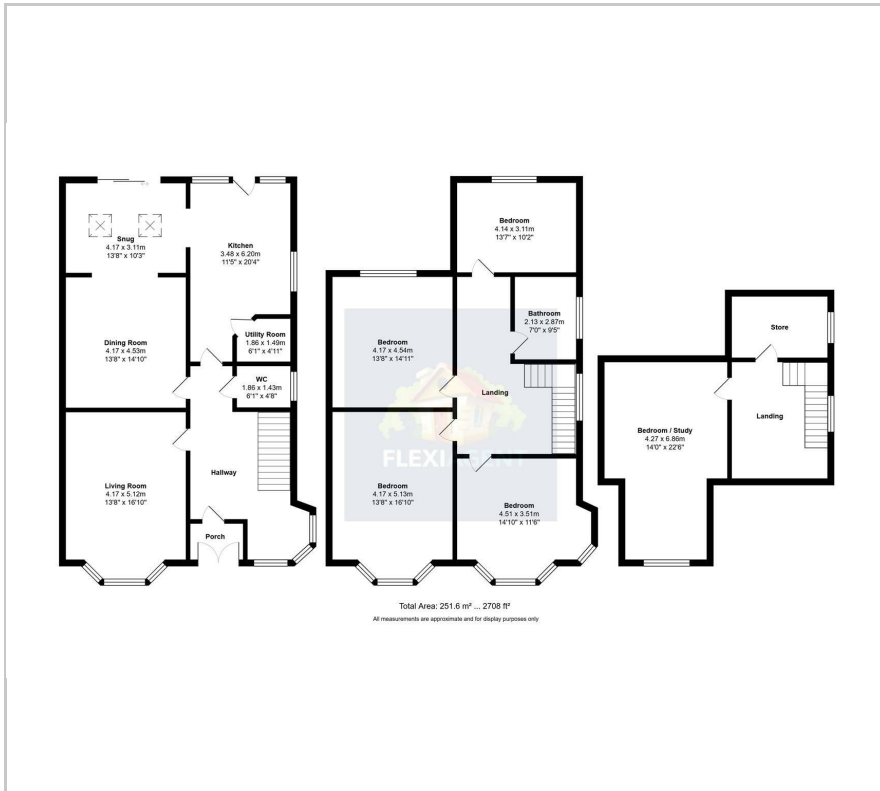 Snug
4.17 x 3.11m
13'8" x 10'3"
Kitchen
3.48 x 6.20m
11'5" x 20'4"
Dining Room
4.17 x 4.53m
13'8" x 14'10"
Utility Room
1.86 x 1.49m
6'1" x 4'11"
WC
1.86 x 1.43m
6'1" x 4'8"
Hallway
Living Room
4.17 x 5.12m
13'8" x 16'10"
Porch
Bedroom
4.14 x 3.11m
13'7" x 10'2"
Bathroom
2.13 x 2.87m
7'0" x 9'5"
Bedroom
4.17 x 4.54m
13'8" x 14'11"
Landing
FLEXIAGENT
Bedroom
4.17 x 5.13m
13'8" x 16'10"
Bedroom
4.51 x 3.51m
14'10" x 11'6"
Store
Bedroom / Study
4.27 x 6.86m
14'0" x 22'6"
Landing
Total Area: 251.6 m² ... 2708 ft²
All measurements are approximate and for display purposes only